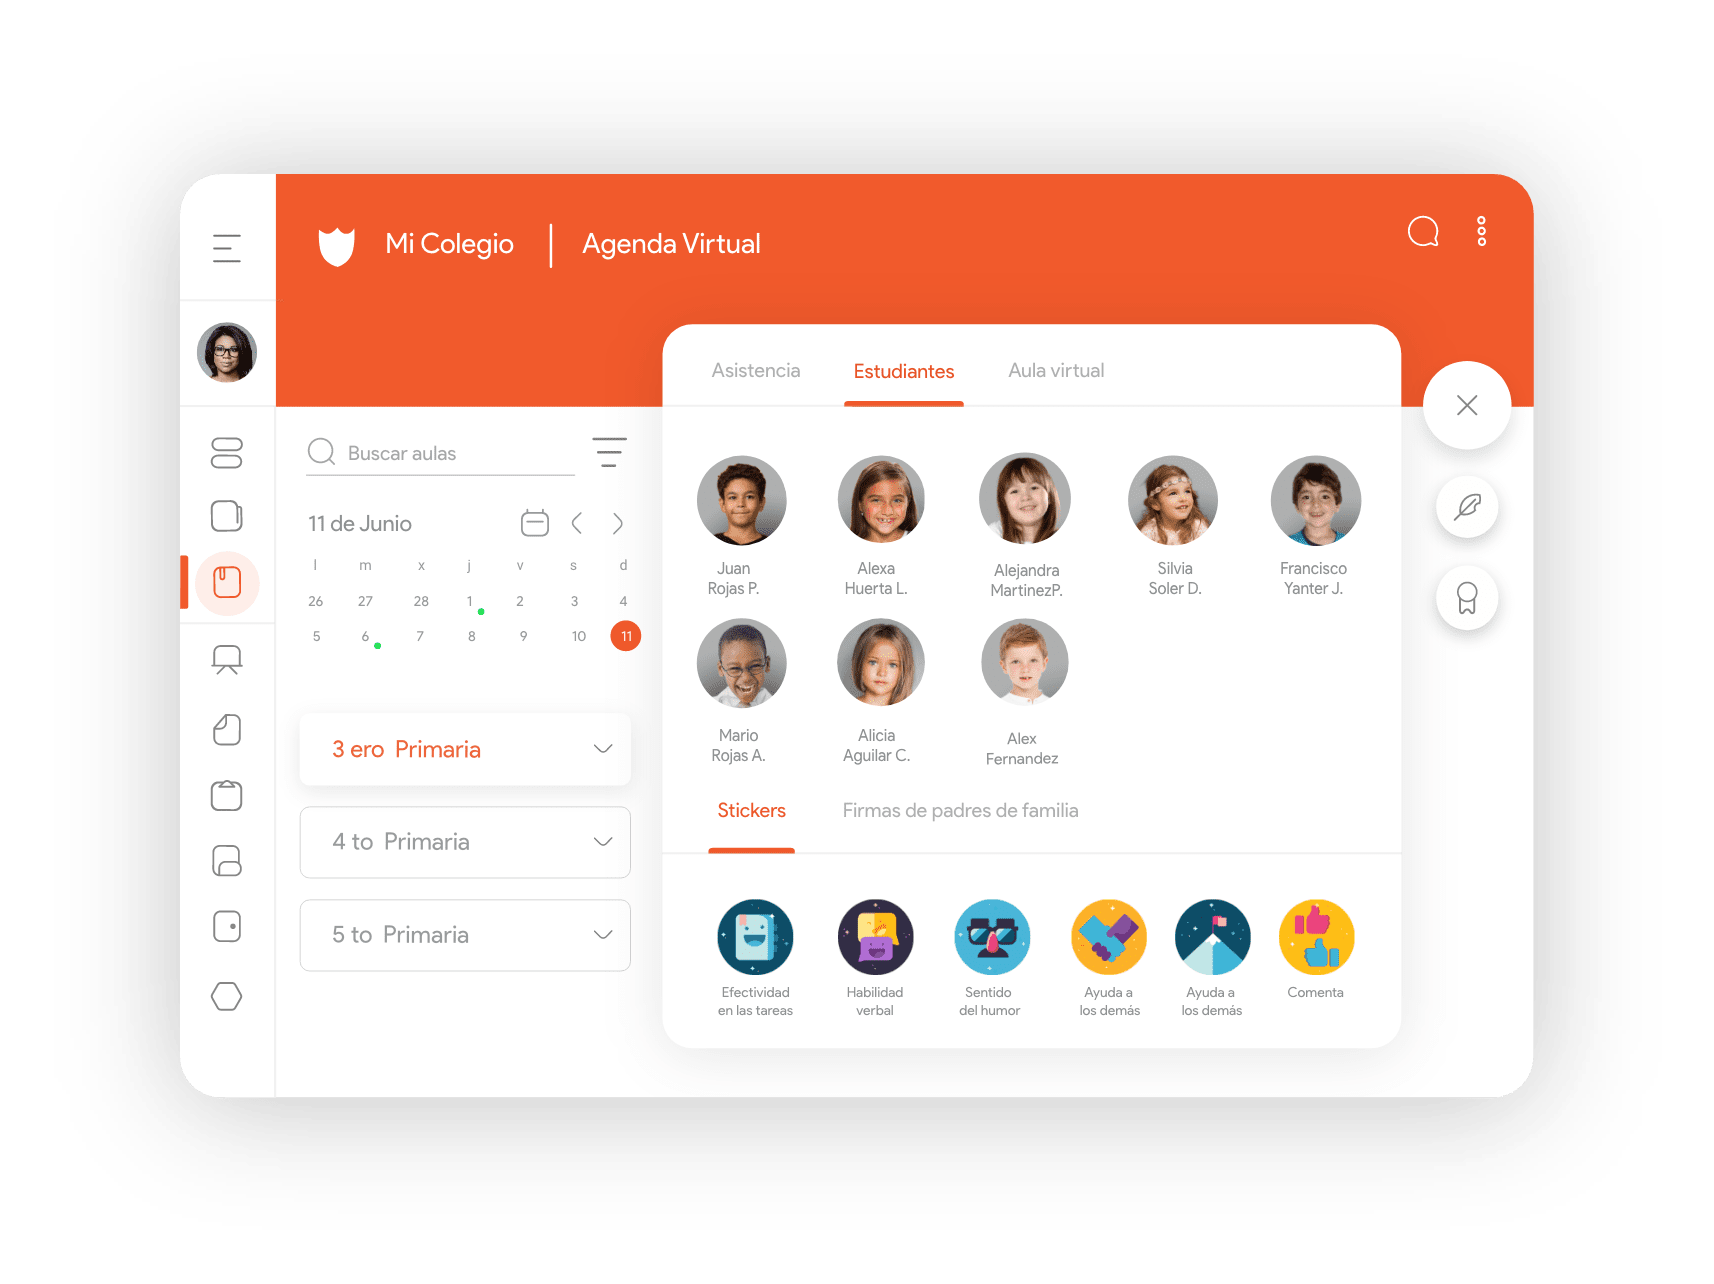 Mi Colegio
Agenda Virtual
Asistencia
Estudiantes
Aula virtual
Buscar aulas
11 de Junio
l m x j v s d
26 27 28 1 2 3 4
5 6 7 8 9 10 11
3 ero Primaria
4 to Primaria
5 to Primaria
Juan
Rojas P.
Alexa
Huerta L.
Alejandra
MartinezP.
Silvia
Soler D.
Francisco
Yanter J.
Mario
Rojas A.
Alicia
Aguilar C.
Alex
Fernandez
Stickers
Firmas de padres de familia
Efectividad
en las tareas
Habilidad
verbal
Sentido
del humor
Ayuda a
los demás
Ayuda a
los demás
Comenta